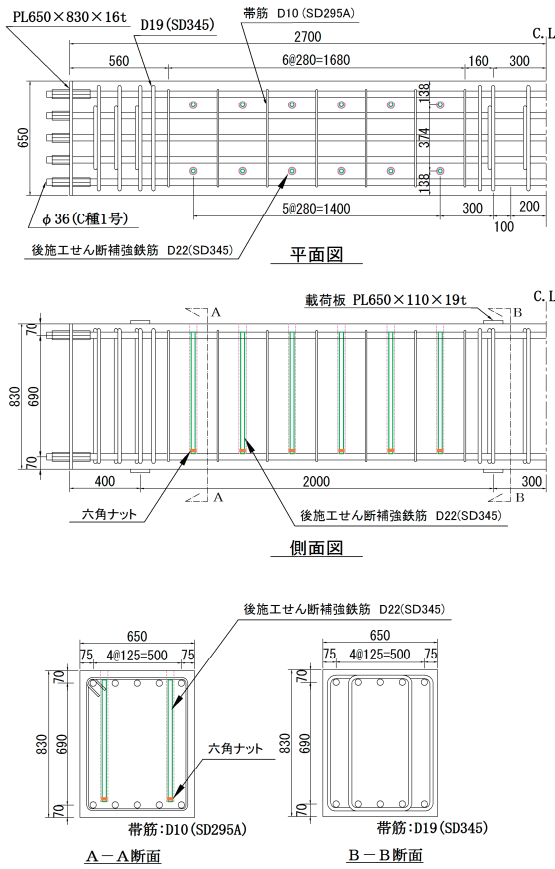 PL650×830×16t
D19(SD345)
帯筋 D10(SD295A)
C.L
2700
560
6@280=1680
160
300
650
138
374
138
φ36(C種1号)
5@280=1400
300
200
100
後施工せん断補強鉄筋 D22(SD345)
平面図
載荷板 PL650×110×19t
C.L
A
B
70
830
690
70
A
B
400
2000
300
六角ナット
後施工せん断補強鉄筋 D22(SD345)
側面図
後施工せん断補強鉄筋 D22(SD345)
650
75
4@125=500
75
70
830
690
70
六角ナット
帯筋:D10(SD295A)
A-A断面
650
75
4@125=500
75
70
830
690
70
帯筋:D19(SD345)
B-B断面